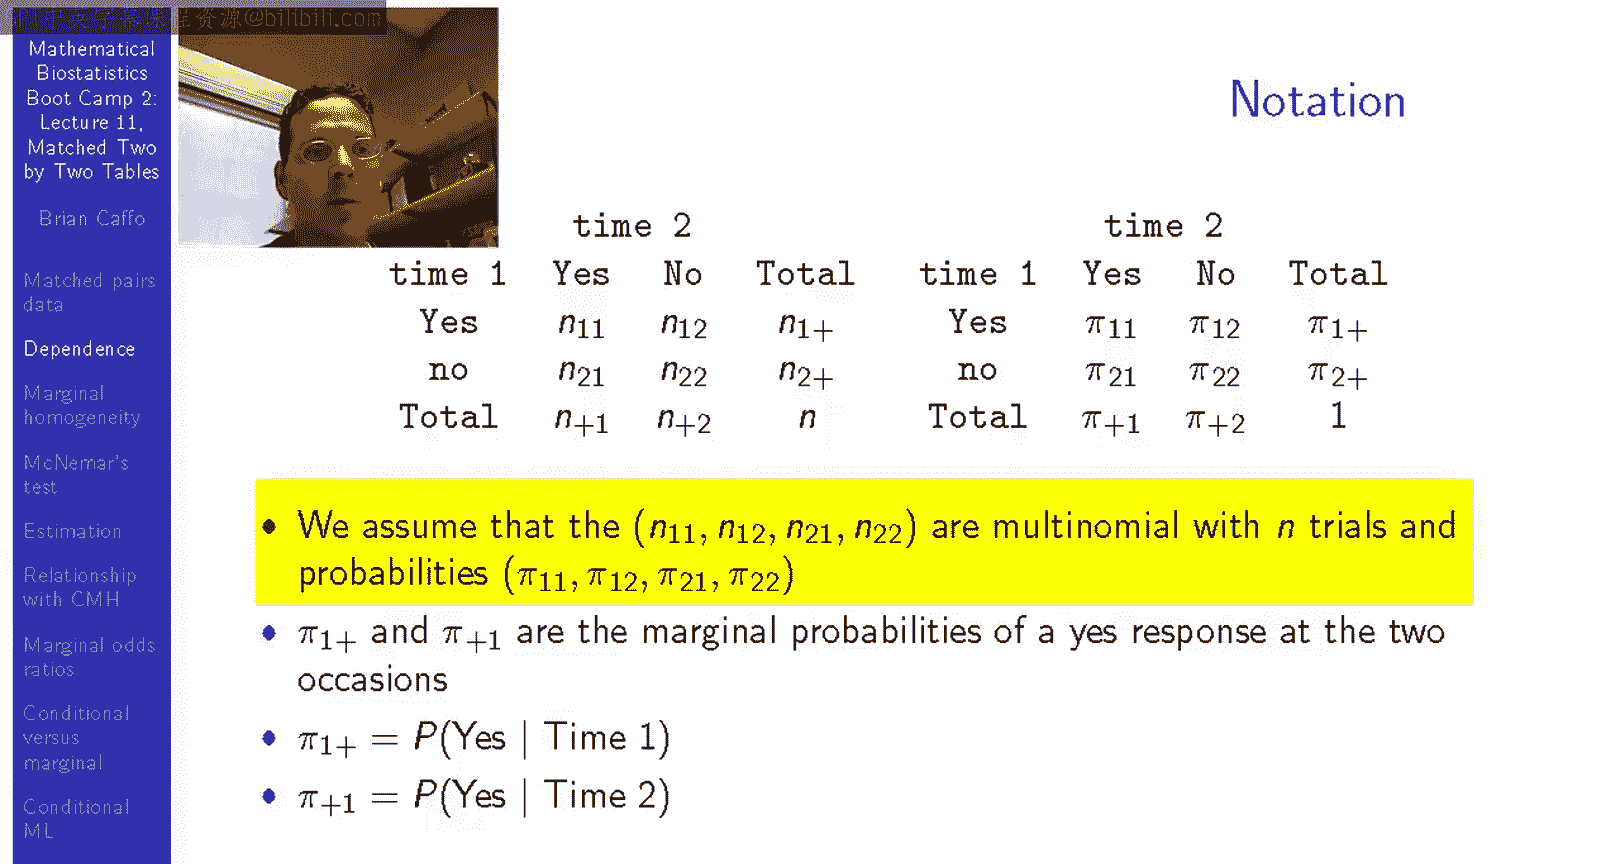 资源@bilibili.com
Mathematical
Biostatistics
Boot Camp 2:
Lecture 11,
Matched Two
by Two Tables
Brian Caffo
Matched pairs
data
Dependence
Marginal
homogeneity
McNemar's
test
Estimation
Relationship
with CMH
Marginal odds
ratios
Conditional
versus
marginal
Conditional
ML
Notation
time 2
time 1 Yes No Total
Yes n11 n12 n1+
no n21 n22 n2+
Total n+1 n+2 n
time 2
time 1 Yes No Total
Yes π11 π12 π1+
no π21 π22 π2+
Total π+1 π+2 1
• We assume that the (n11, n12, n21, n22) are multinomial with n trials and
probabilities (π11, π12, π21, π22)
• π1+ and π+1 are the marginal probabilities of a yes response at the two
occasions
• π1+ = P(Yes | Time 1)
• π+1 = P(Yes | Time 2)